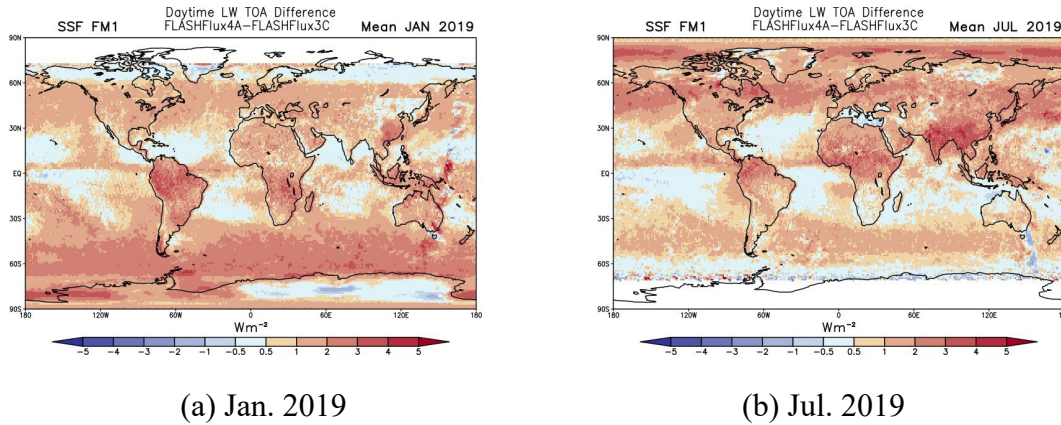 Daytime LW TOA Difference
SSF FM1 FLASHFlux4A-FLASHFlux3C Mean JAN 2019
90N
60N
30N
EQ
30S
60S
90S
180 120W 60W 0 60E 120E 180
Wm⁻²
-5 -4 -3 -2 -1 -0.5 0.5 1 2 3 4 5
(a) Jan. 2019
Daytime LW TOA Difference
SSF FM1 FLASHFlux4A-FLASHFlux3C Mean JUL 2019
90N
60N
30N
EQ
30S
60S
90S
180 120W 60W 0 60E 120E 18
Wm⁻²
-5 -4 -3 -2 -1 -0.5 0.5 1 2 3 4 5
(b) Jul. 2019